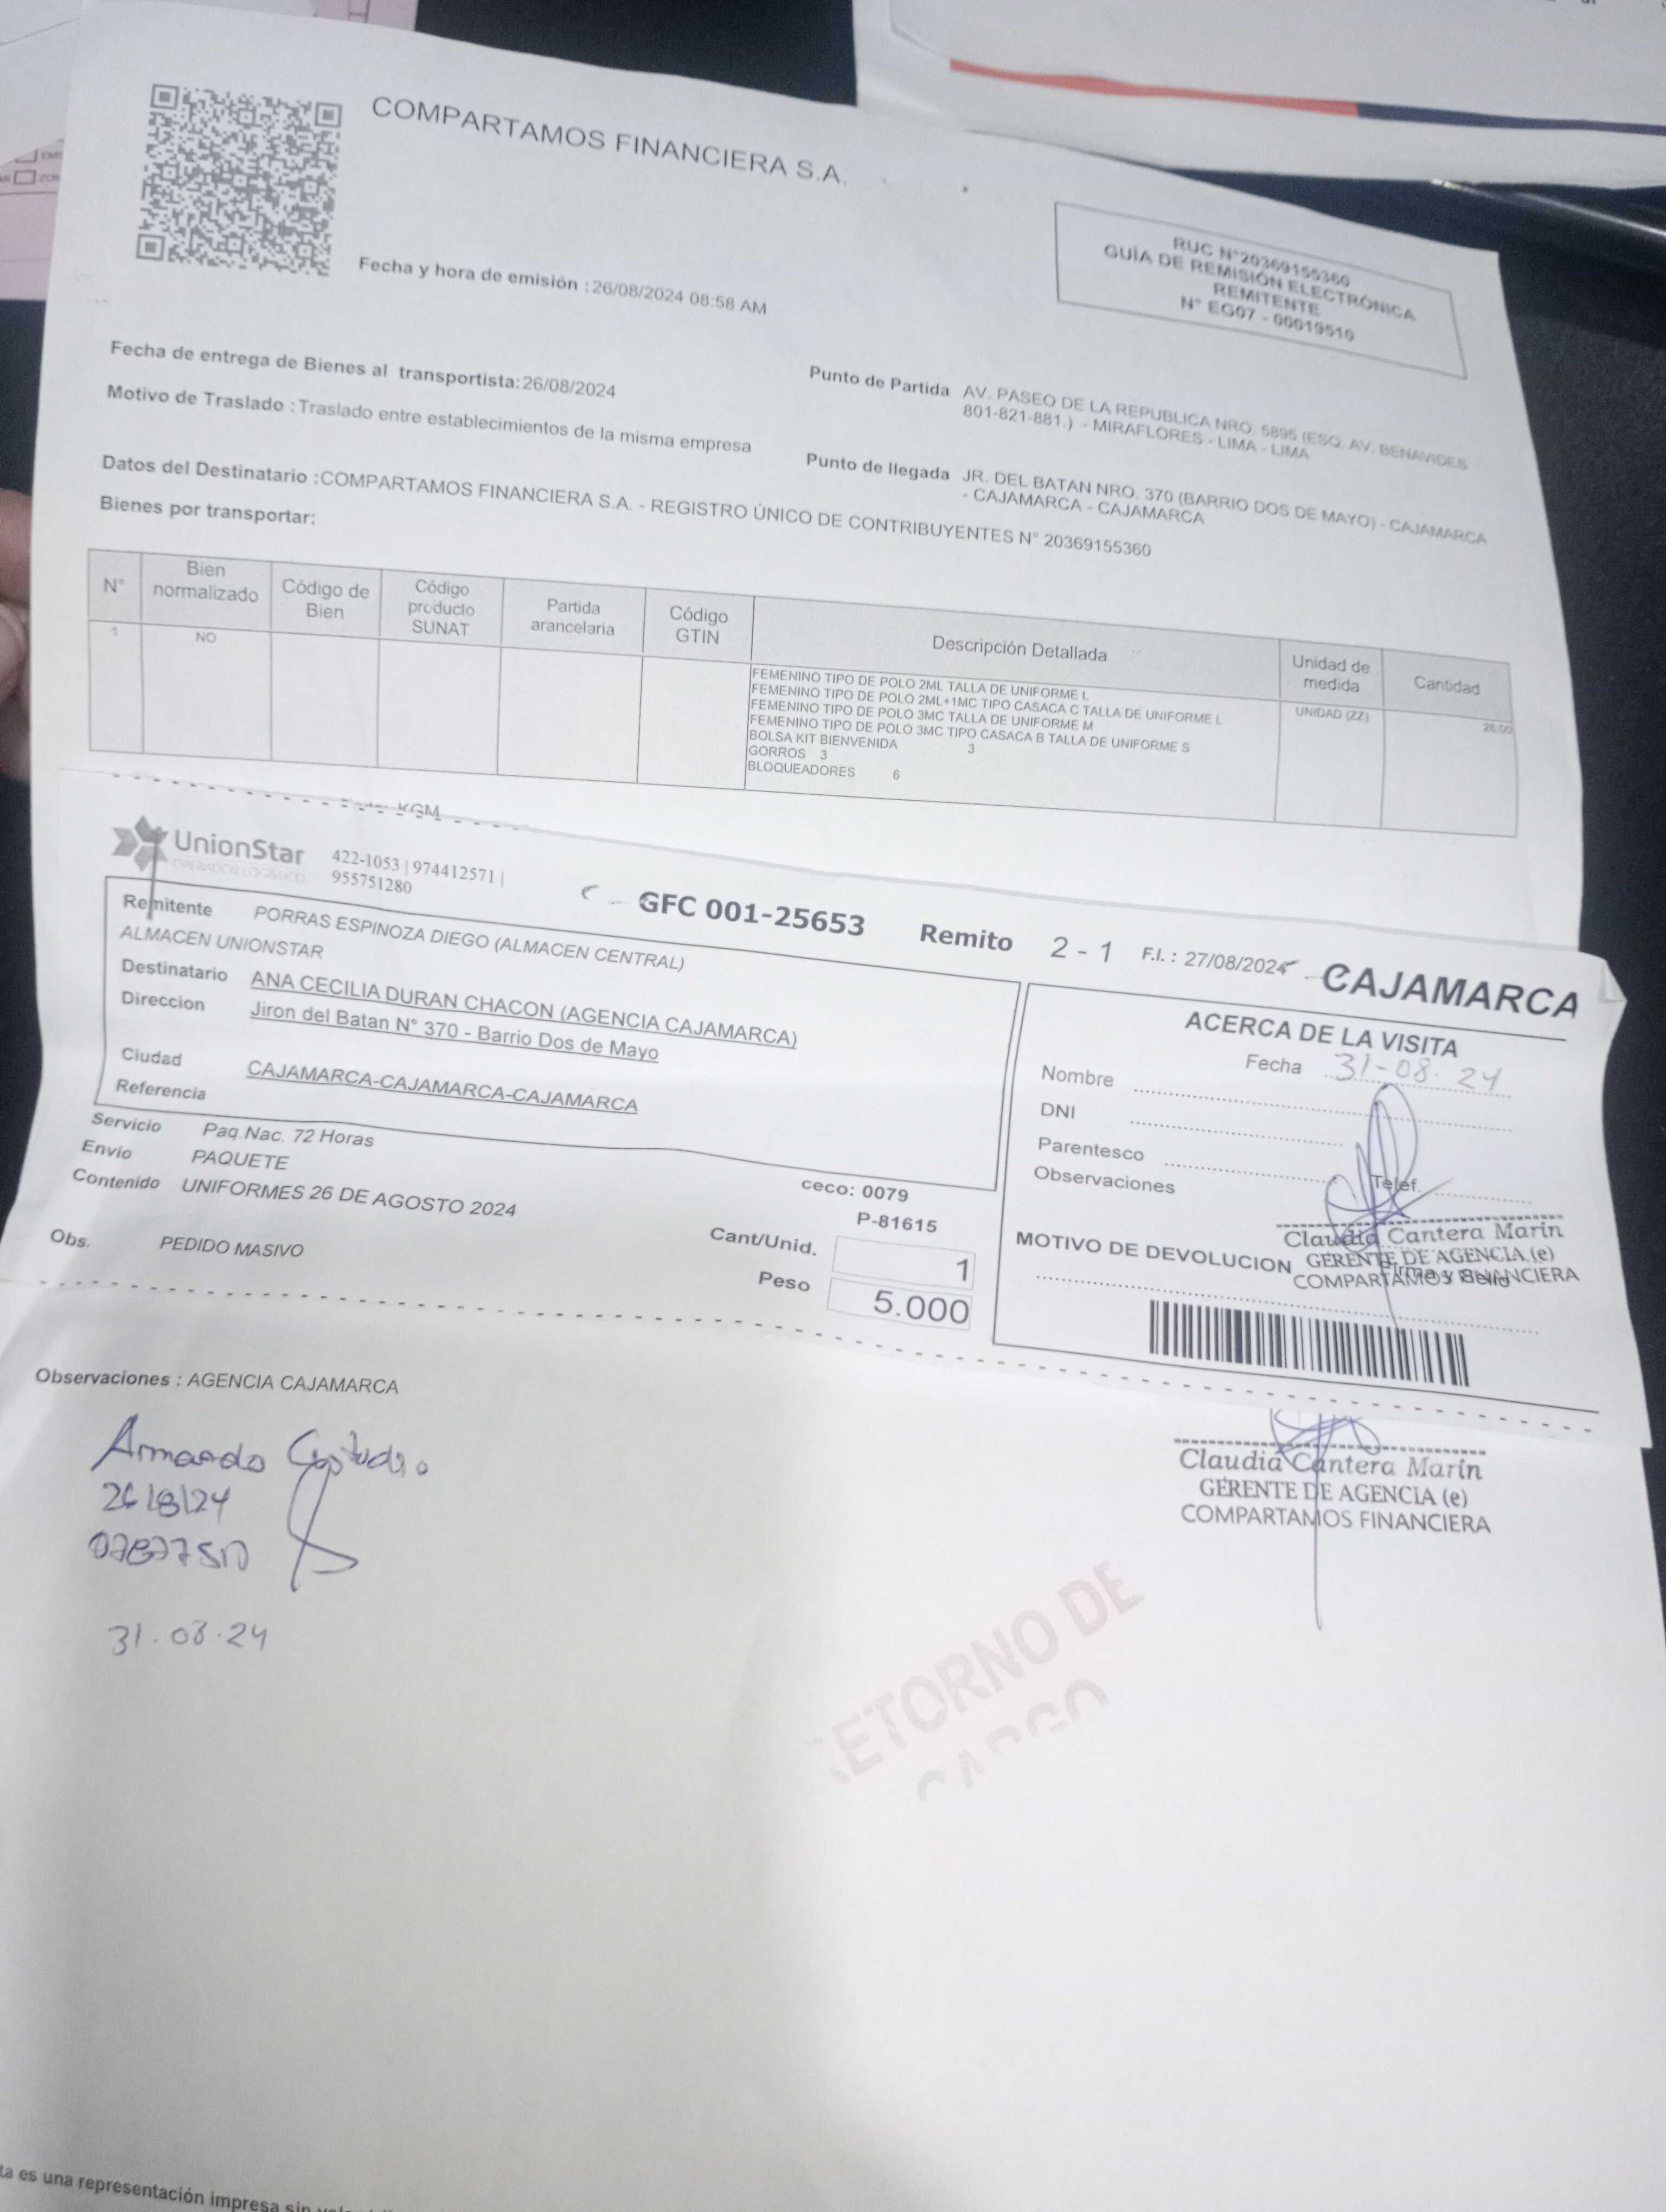 COMPARTAMOS FINANCIERA S.A.
Fecha y hora de emisión : 26/08/2024 08:58 AM
RUC N°20369155360
GUÍA DE REMISIÓN ELECTRÓNICA
REMITENTE
N° EG07 - 00019510
Fecha de entrega de Bienes al transportista: 26/08/2024
Motivo de Traslado : Traslado entre establecimientos de la misma empresa
Punto de Partida AV. PASEO DE LA REPUBLICA NRO. 5895 (ESQ. AV. BENAVIDES
801-821-881.) - MIRAFLORES - LIMA - LIMA
Punto de llegada JR. DEL BATAN NRO. 370 (BARRIO DOS DE MAYO) - CAJAMARCA
- CAJAMARCA - CAJAMARCA
Datos del Destinatario : COMPARTAMOS FINANCIERA S.A. - REGISTRO ÚNICO DE CONTRIBUYENTES N° 20369155360
Bienes por transportar:
N° Bien normalizado Código de Bien Código producto SUNAT Partida arancelaria Código GTIN Descripción Detallada Unidad de medida Cantidad
1 NO UNIDAD (ZZ) 26.00
FEMENINO TIPO DE POLO 2ML TALLA DE UNIFORME L
FEMENINO TIPO DE POLO 2ML+1MC TIPO CASACA C TALLA DE UNIFORME L
FEMENINO TIPO DE POLO 3MC TALLA DE UNIFORME M
FEMENINO TIPO DE POLO 3MC TIPO CASACA B TALLA DE UNIFORME S
BOLSA KIT BIENVENIDA 3
GORROS 3
BLOQUEADORES 6
KGM
UnionStar
OPERADOR LOGISTICO
422-1053 | 974412571 |
955751280
GFC 001-25653 Remito 2 - 1 F.I. : 27/08/2024 CAJAMARCA
Remitente PORRAS ESPINOZA DIEGO (ALMACEN CENTRAL)
ALMACEN UNIONSTAR
Destinatario ANA CECILIA DURAN CHACON (AGENCIA CAJAMARCA)
Direccion Jiron del Batan N° 370 - Barrio Dos de Mayo
Ciudad CAJAMARCA-CAJAMARCA-CAJAMARCA
Referencia
Servicio Paq.Nac. 72 Horas
Envio PAQUETE
Contenido UNIFORMES 26 DE AGOSTO 2024
Obs. PEDIDO MASIVO
ceco: 0079
P-81615
Cant/Unid. 1
Peso 5.000
ACERCA DE LA VISITA
Fecha 31-08-24
Nombre
DNI
Parentesco
Telef.
Observaciones
Claudia Cantera Marin
GERENTE DE AGENCIA (e)
COMPARTAMOS FINANCIERA
Firma y Sello
MOTIVO DE DEVOLUCION
Observaciones : AGENCIA CAJAMARCA
Armando
26/8/24
31.08.24
Claudia Cantera Marin
GERENTE DE AGENCIA (e)
COMPARTAMOS FINANCIERA
RETORNO DE
CARGO
ta es una representación impresa sin